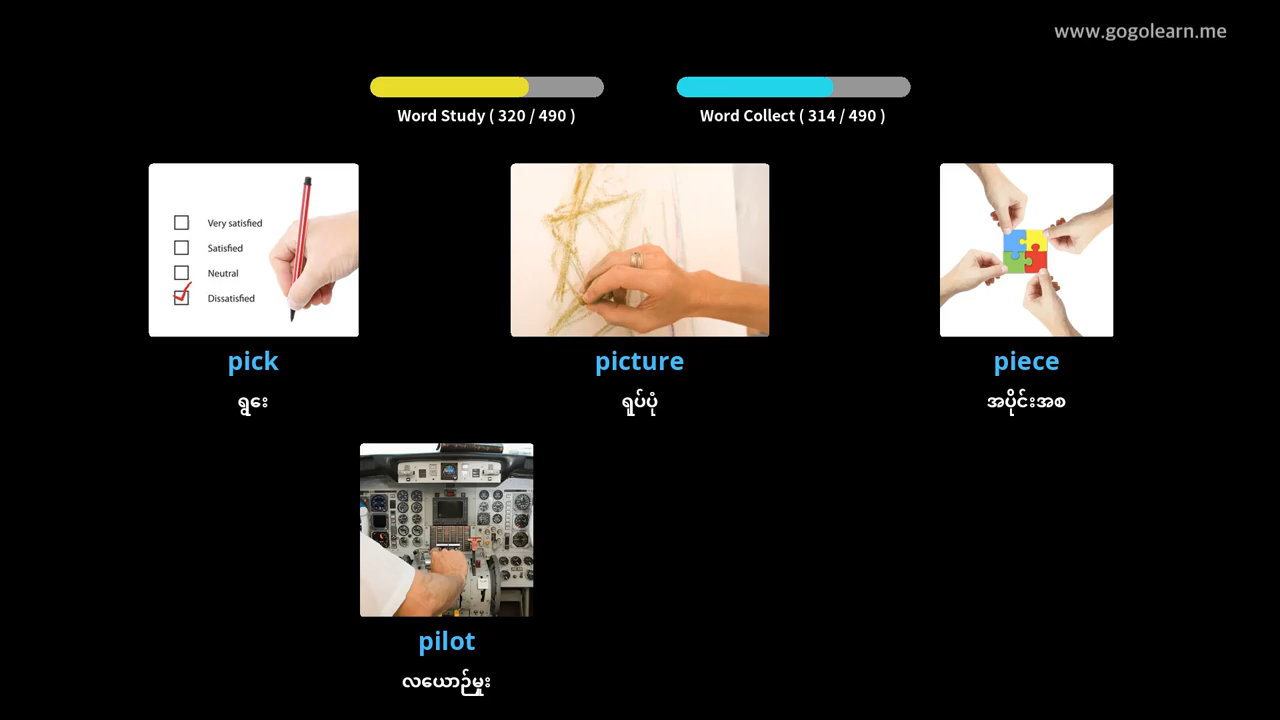 www.gogolearn.me
Word Study ( 320 / 490 )
Word Collect ( 314 / 490 )
Very satisfied
Satisfied
Neutral
Dissatisfied
pick
picture
piece
ရွေး
ရုပ်ပုံ
အပိုင်းအစ
pilot
လယောဉ်မှူး